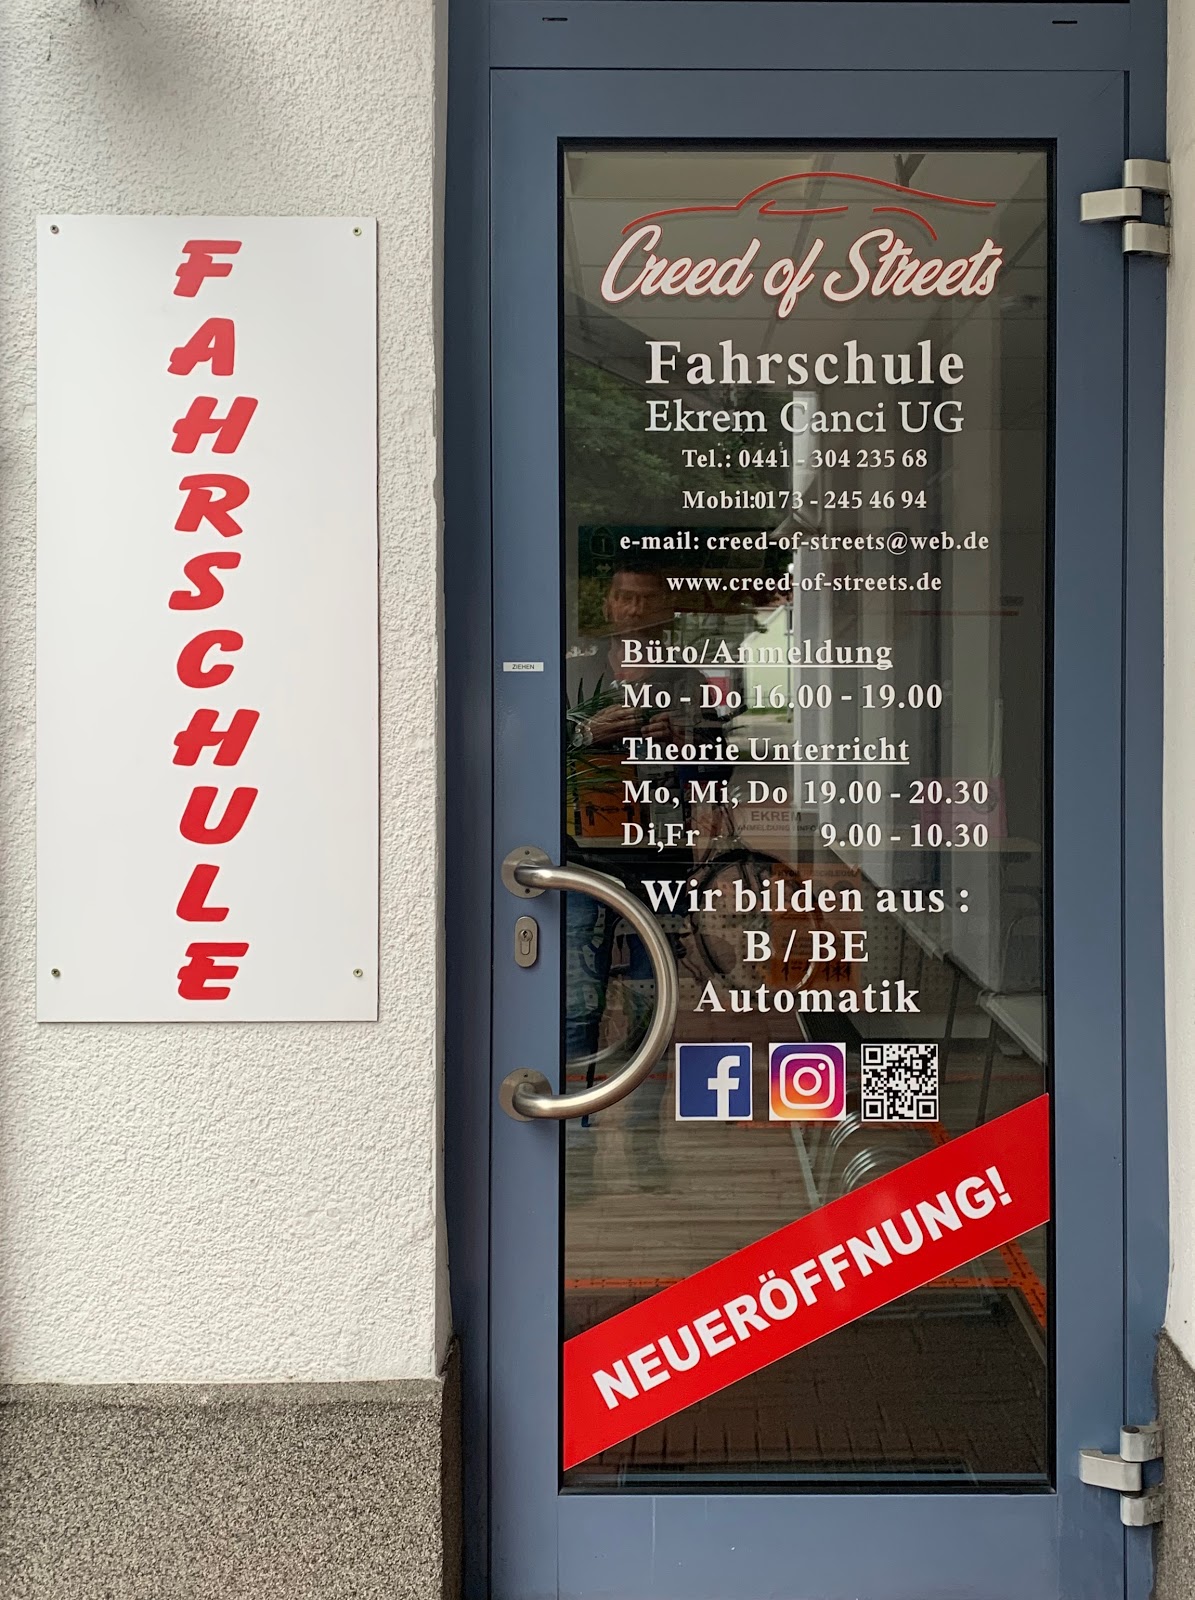 FAHRSCHULE
Creed of Streets
Fahrschule
Ekrem Canci UG
Tel.: 0441 - 304 235 68
Mobil:0173 - 245 46 94
e-mail: creed-of-streets@web.de
www.creed-of-streets.de
ZIEHEN
Büro/Anmeldung
Mo - Do 16.00 - 19.00
Theorie Unterricht
Mo, Mi, Do 19.00 - 20.30
Di,Fr 9.00 - 10.30
EKREM
Wir bilden aus :
B / BE
Automatik
NEUERÖFFNUNG!